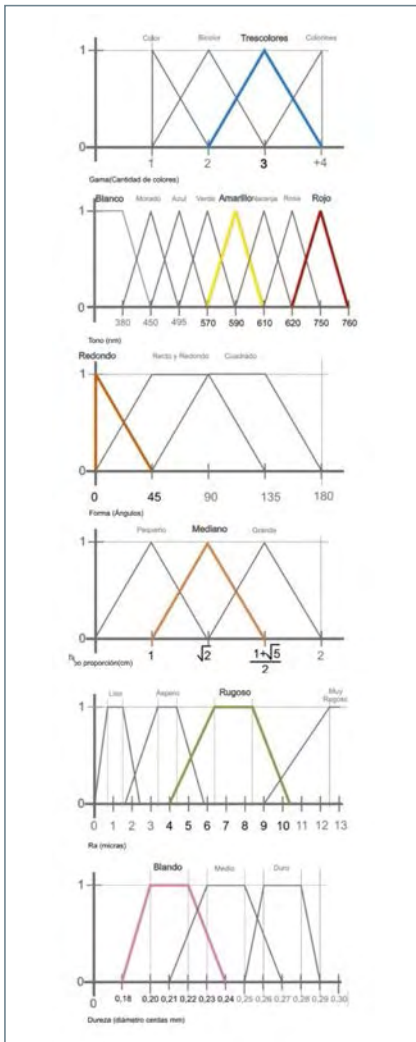 Color Bicolor Trescolores Colorines
1
0
1 2 3 +4
Gama(Cantidad de colores)
Blanco Morado Azul Verde Amarillo Naranja Rosa Rojo
1
0
380 450 495 570 590 610 620 750 760
Tono (nm)
Redondo Recto y Redondo Cuadrado
1
0
0 45 90 135 180
Forma (Ángulos)
Pequeño Mediano Grande
1
0
1 √2 1+√5 2
2
po proporción(cm)
Liso Áspero Rugoso Muy
Rugoso
1
0
0 1 2 3 4 5 6 7 8 9 10 11 12 13
Ra (micras)
Blando Medio Duro
1
0
0 0,18 0,20 0,21 0,22 0,23 0,24 0,25 0,26 0,27 0,28 0,29 0,30
Dureza (diámetro cerdas mm)